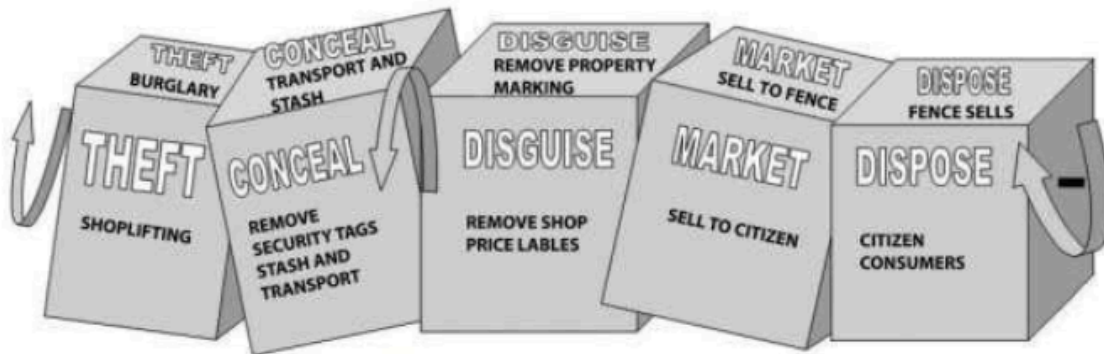 THEFT
BURGLARY
THEFT
SHOPLIFTING
CONCEAL
TRANSPORT AND
STASH
CONCEAL
REMOVE
SECURITY TAGS
STASH AND
TRANSPORT
DISGUISE
REMOVE PROPERTY
MARKING
DISGUISE
REMOVE SHOP
PRICE LABLES
MARKET
SELL TO FENCE
MARKET
SELL TO CITIZEN
DISPOSE
FENCE SELLS
DISPOSE
CITIZEN
CONSUMERS